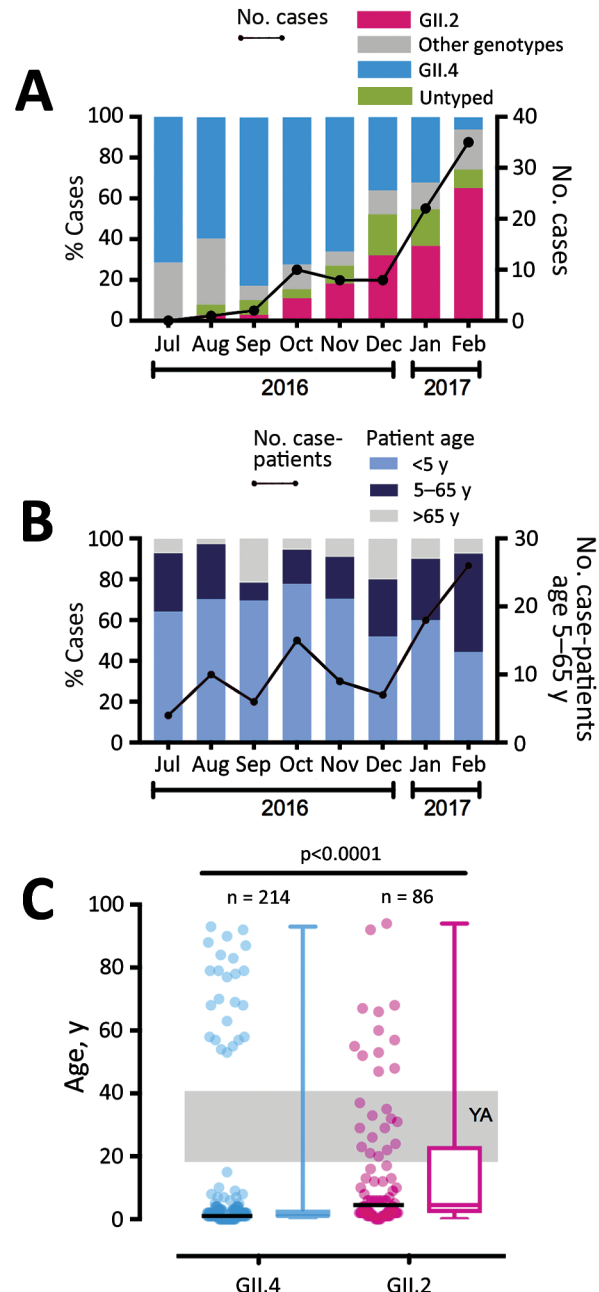 A
No. cases
GII.2
Other genotypes
GII.4
Untyped
100
80
60
40
20
0
% Cases
40
30
20
10
0
No. cases
Jul Aug Sep Oct Nov Dec Jan Feb
2016 2017
B
No. case-
patients
Patient age
<5 y
5–65 y
>65 y
100
80
60
40
20
0
% Cases
30
20
10
0
No. case-patients
age 5–65 y
Jul Aug Sep Oct Nov Dec Jan Feb
2016 2017
C
p<0.0001
n = 214 n = 86
100
80
60
40
20
0
Age, y
YA
GII.4 GII.2